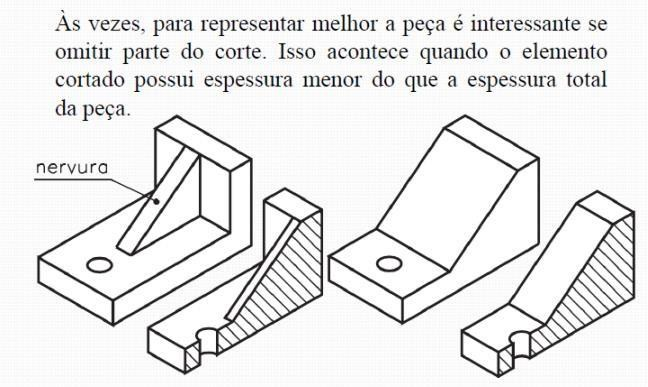 Às vezes, para representar melhor a peça é interessante se
omitir parte do corte. Isso acontece quando o elemento
cortado possui espessura menor do que a espessura total
da peça.
nervura